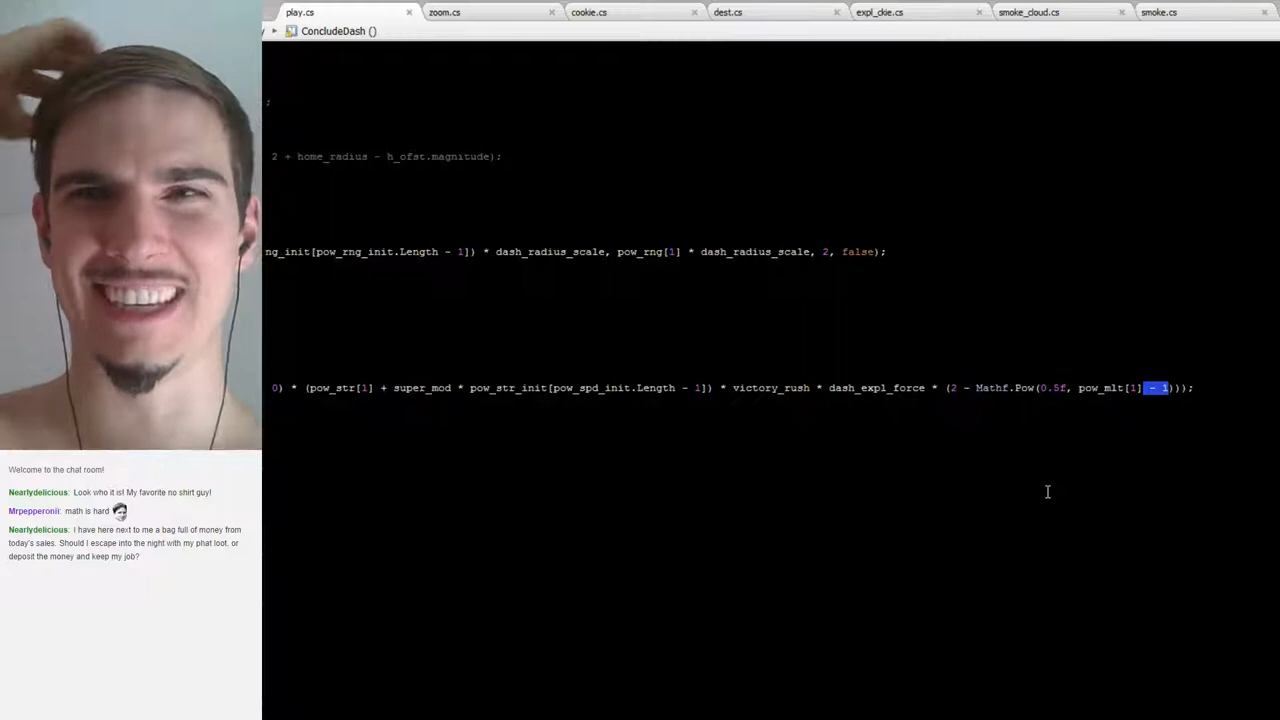 play.cs
zoom.cs
cookie.cs
dest.cs
expl_ckie.cs
smoke_cloud.cs
smoke.cs
ConcludeDash ()
;
2 + home_radius - h_ofst.magnitude);
ng_init[pow_rng_init.Length - 1]) * dash_radius_scale, pow_rng[1] * dash_radius_scale, 2, false);
0) * (pow_str[1] + super_mod * pow_str_init[pow_spd_init.Length - 1]) * victory_rush * dash_expl_force * (2 - Mathf.Pow(0.5f, pow_mlt[1] - 1)));
Welcome to the chat room!
Nearlydelicious: Look who it is! My favorite no shirt guy!
Mrpepperonii: math is hard
Nearlydelicious: I have here next to me a bag full of money from
today's sales. Should I escape into the night with my phat loot, or
deposit the money and keep my job?